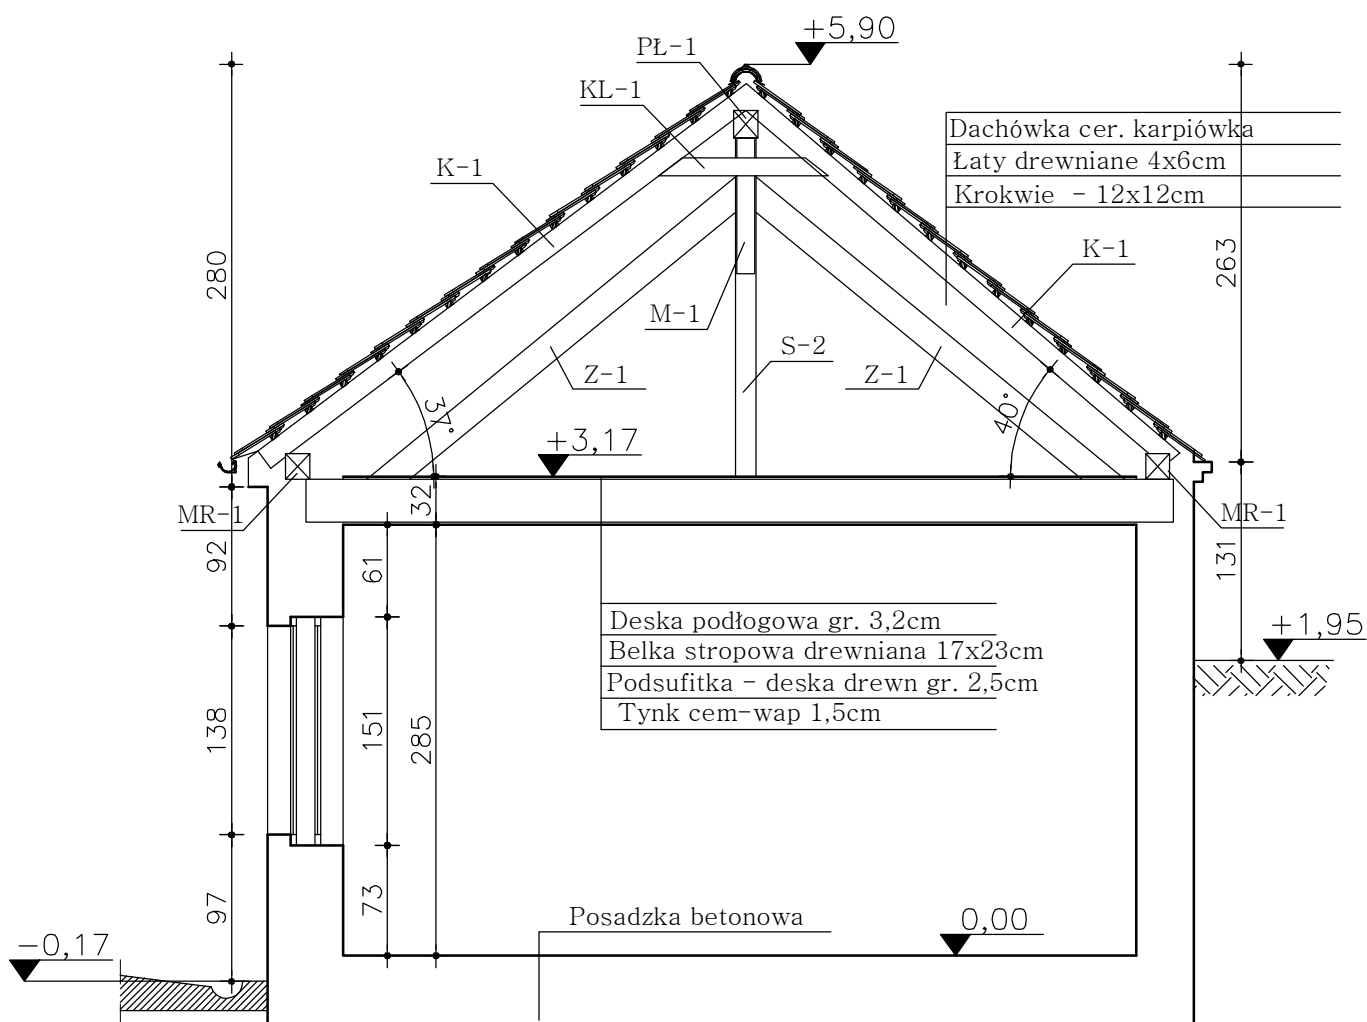 +5,90
PŁ-1
KL-1
K-1
Dachówka cer. karpiówka
Łaty drewniane 4x6cm
Krokwie - 12x12cm
K-1
280
263
M-1
S-2
Z-1
Z-1
37°
40°
+3,17
32
MR-1
MR-1
92
61
131
Deska podłogowa gr. 3,2cm
Belka stropowa drewniana 17x23cm
Podsufitka - deska drewn gr. 2,5cm
Tynk cem-wap 1,5cm
+1,95
138
151
285
97
73
Posadzka betonowa
0,00
-0,17